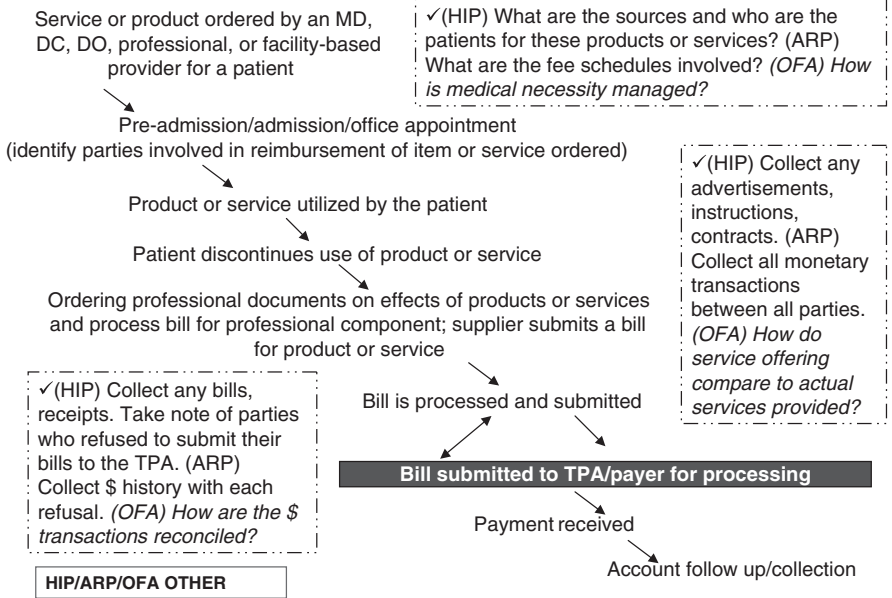 Service or product ordered by an MD,
DC, DO, professional, or facility-based
provider for a patient
✓(HIP) What are the sources and who are the
patients for these products or services? (ARP)
What are the fee schedules involved? (OFA) How
is medical necessity managed?
Pre-admission/admission/office appointment
(identify parties involved in reimbursement of item or service ordered)
✓(HIP) Collect any
advertisements,
instructions,
contracts. (ARP)
Collect all monetary
transactions
between all parties.
(OFA) How do
service offering
compare to actual
services provided?
Product or service utilized by the patient
Patient discontinues use of product or service
Ordering professional documents on effects of products or services
and process bill for professional component; supplier submits a bill
for product or service
✓(HIP) Collect any bills,
receipts. Take note of parties
who refused to submit their
bills to the TPA. (ARP)
Collect $ history with each
refusal. (OFA) How are the $
transactions reconciled?
Bill is processed and submitted
Bill submitted to TPA/payer for processing
Payment received
Account follow up/collection
HIP/ARP/OFA OTHER